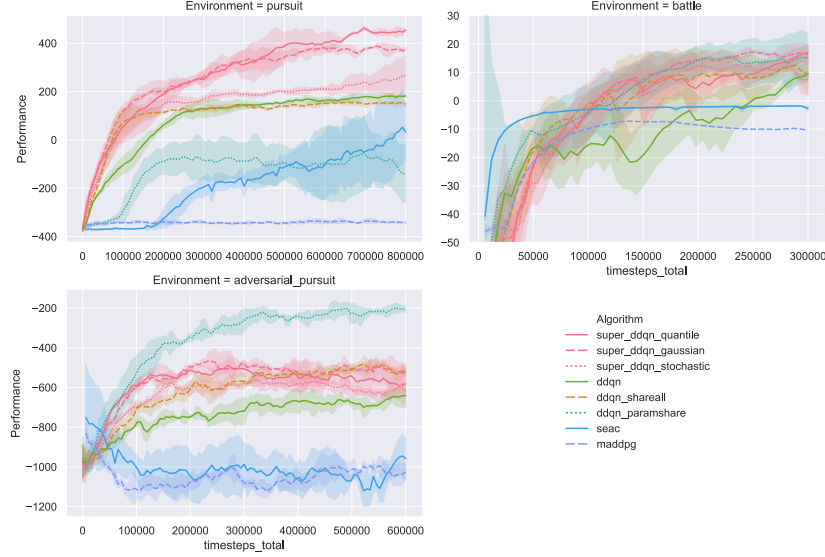 Environment = pursuit
Performance
400
200
0
−200
−400
0 100000 200000 300000 400000 500000 600000 700000 800000
Environment = battle
30
20
10
0
−10
−20
−30
−40
−50
0 50000 100000 150000 200000 250000 300000
timesteps_total
Environment = adversarial_pursuit
Performance
−200
−400
−600
−800
−1000
−1200
0 100000 200000 300000 400000 500000 600000
timesteps_total
Algorithm
super_ddqn_quantile
super_ddqn_gaussian
super_ddqn_stochastic
ddqn
ddqn_shareall
ddqn_paramshare
seac
maddpg